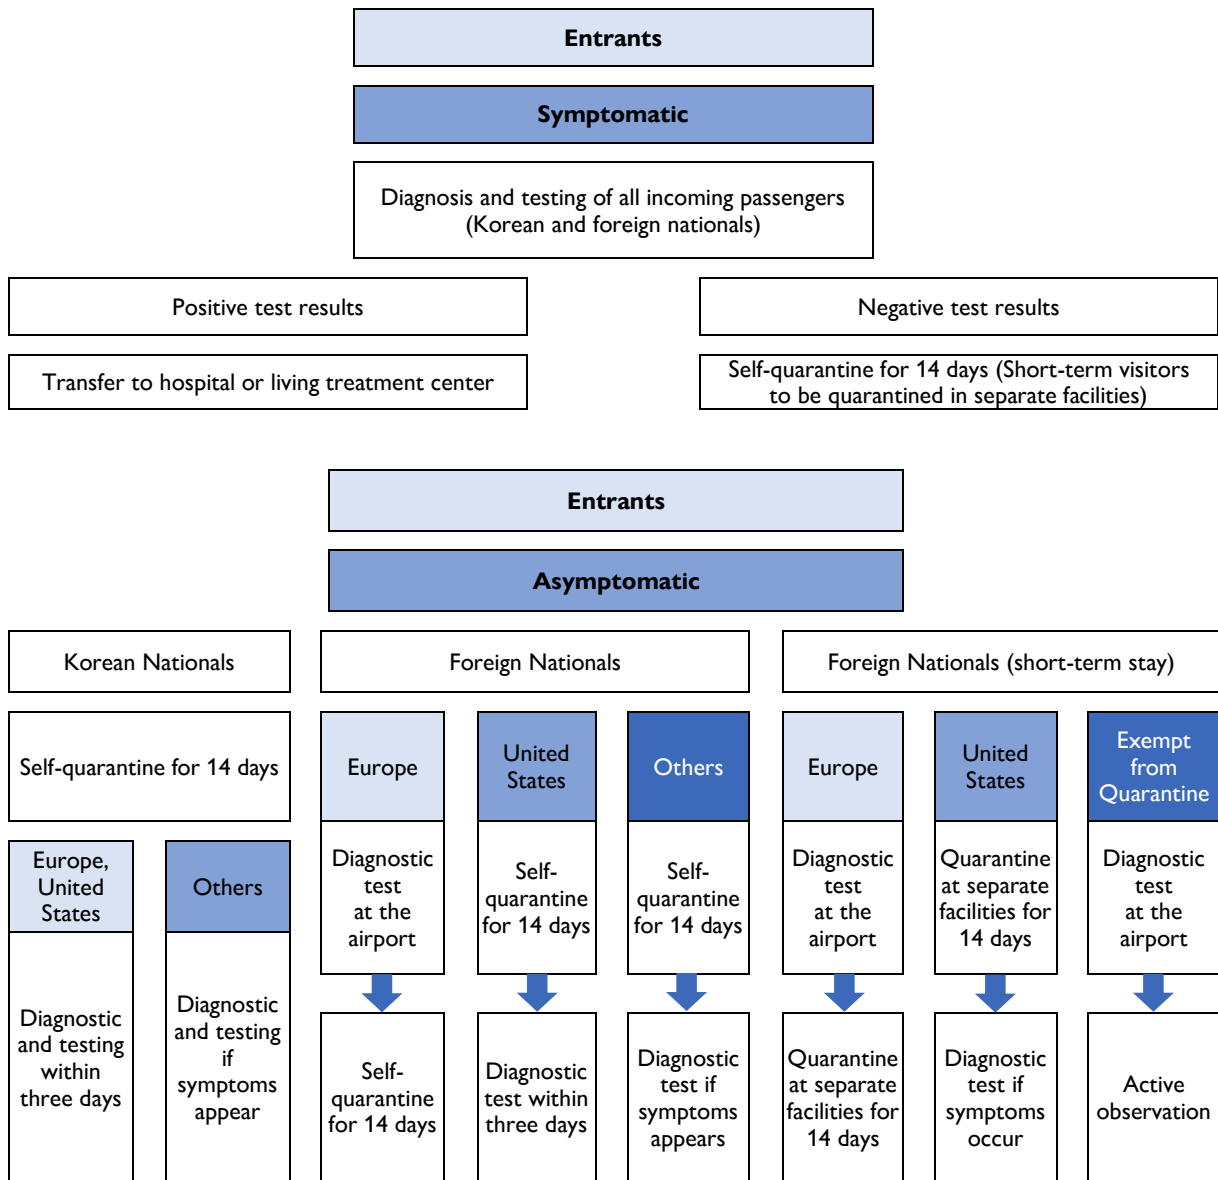 Entrants
Symptomatic
Diagnosis and testing of all incoming passengers
(Korean and foreign nationals)
Positive test results
Negative test results
Transfer to hospital or living treatment center
Self-quarantine for 14 days (Short-term visitors
to be quarantined in separate facilities)
Entrants
Asymptomatic
Korean Nationals
Foreign Nationals
Foreign Nationals (short-term stay)
Self-quarantine for 14 days
Europe,
United
States
Diagnostic
and testing
within
three days
Others
Diagnostic
and testing
if
symptoms
appear
Europe
Diagnostic
test
at the
airport
Self-
quarantine
for 14 days
United
States
Self-
quarantine
for 14 days
Diagnostic
test within
three days
Others
Self-
quarantine
for 14 days
Diagnostic
test if
symptoms
appears
Europe
Diagnostic
test
at the
airport
Quarantine
at separate
facilities for
14 days
United
States
Quarantine
at separate
facilities for
14 days
Diagnostic
test if
symptoms
occur
Exempt
from
Quarantine
Diagnostic
test
at the
airport
Active
observation